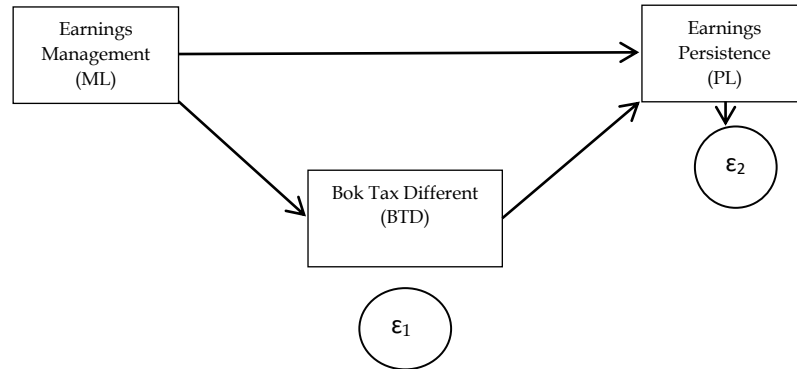 Earnings
Management
(ML)
Earnings
Persistence
(PL)
Bok Tax Different
(BTD)
ε2
ε1